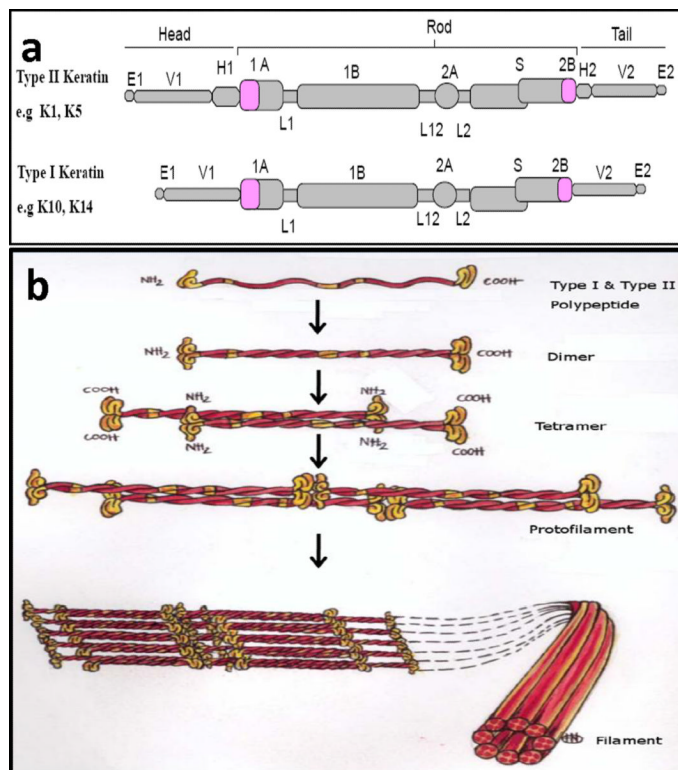 a
Head Rod Tail
Type II Keratin
e.g K1, K5
E1 V1 H1 1 A 1B 2A S 2B H2 V2 E2
L1 L12 L2
Type I Keratin
e.g K10, K14
E1 V1 1A 1B 2A S 2B V2 E2
L1 L12 L2
b
NH2 COOH
Type I & Type II
Polypeptide
NH2 COOH
Dimer
COOH NH2 NH2 COOH
Tetramer
COOH NH2 NH2 COOH
Protofilament
Filament